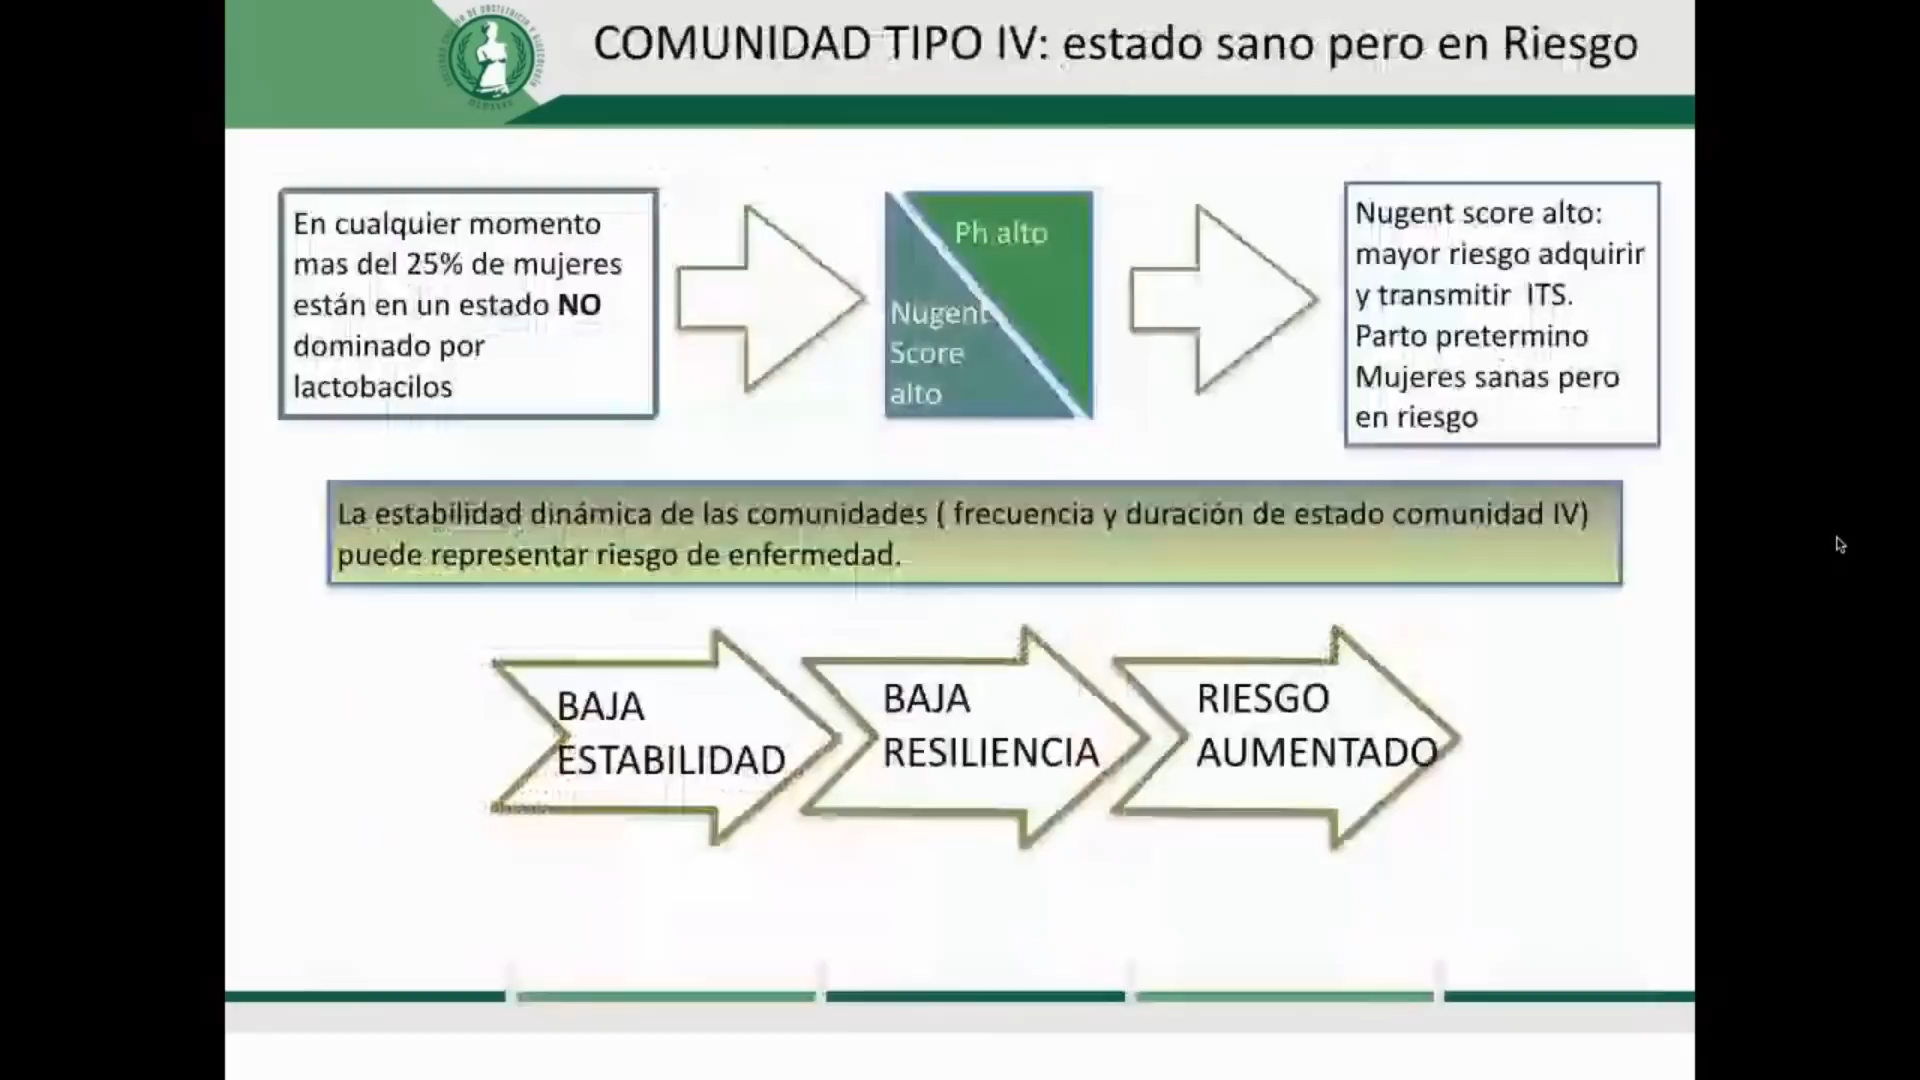 COMUNIDAD TIPO IV: estado sano pero en Riesgo
En cualquier momento
mas del 25% de mujeres
están en un estado NO
dominado por
lactobacilos
Ph alto
Nugent
Score
alto
Nugent score alto:
mayor riesgo adquirir
y transmitir ITS.
Parto pretermino
Mujeres sanas pero
en riesgo
La estabilidad dinámica de las comunidades ( frecuencia y duración de estado comunidad IV)
puede representar riesgo de enfermedad.
BAJA
ESTABILIDAD
BAJA
RESILIENCIA
RIESGO
AUMENTADO